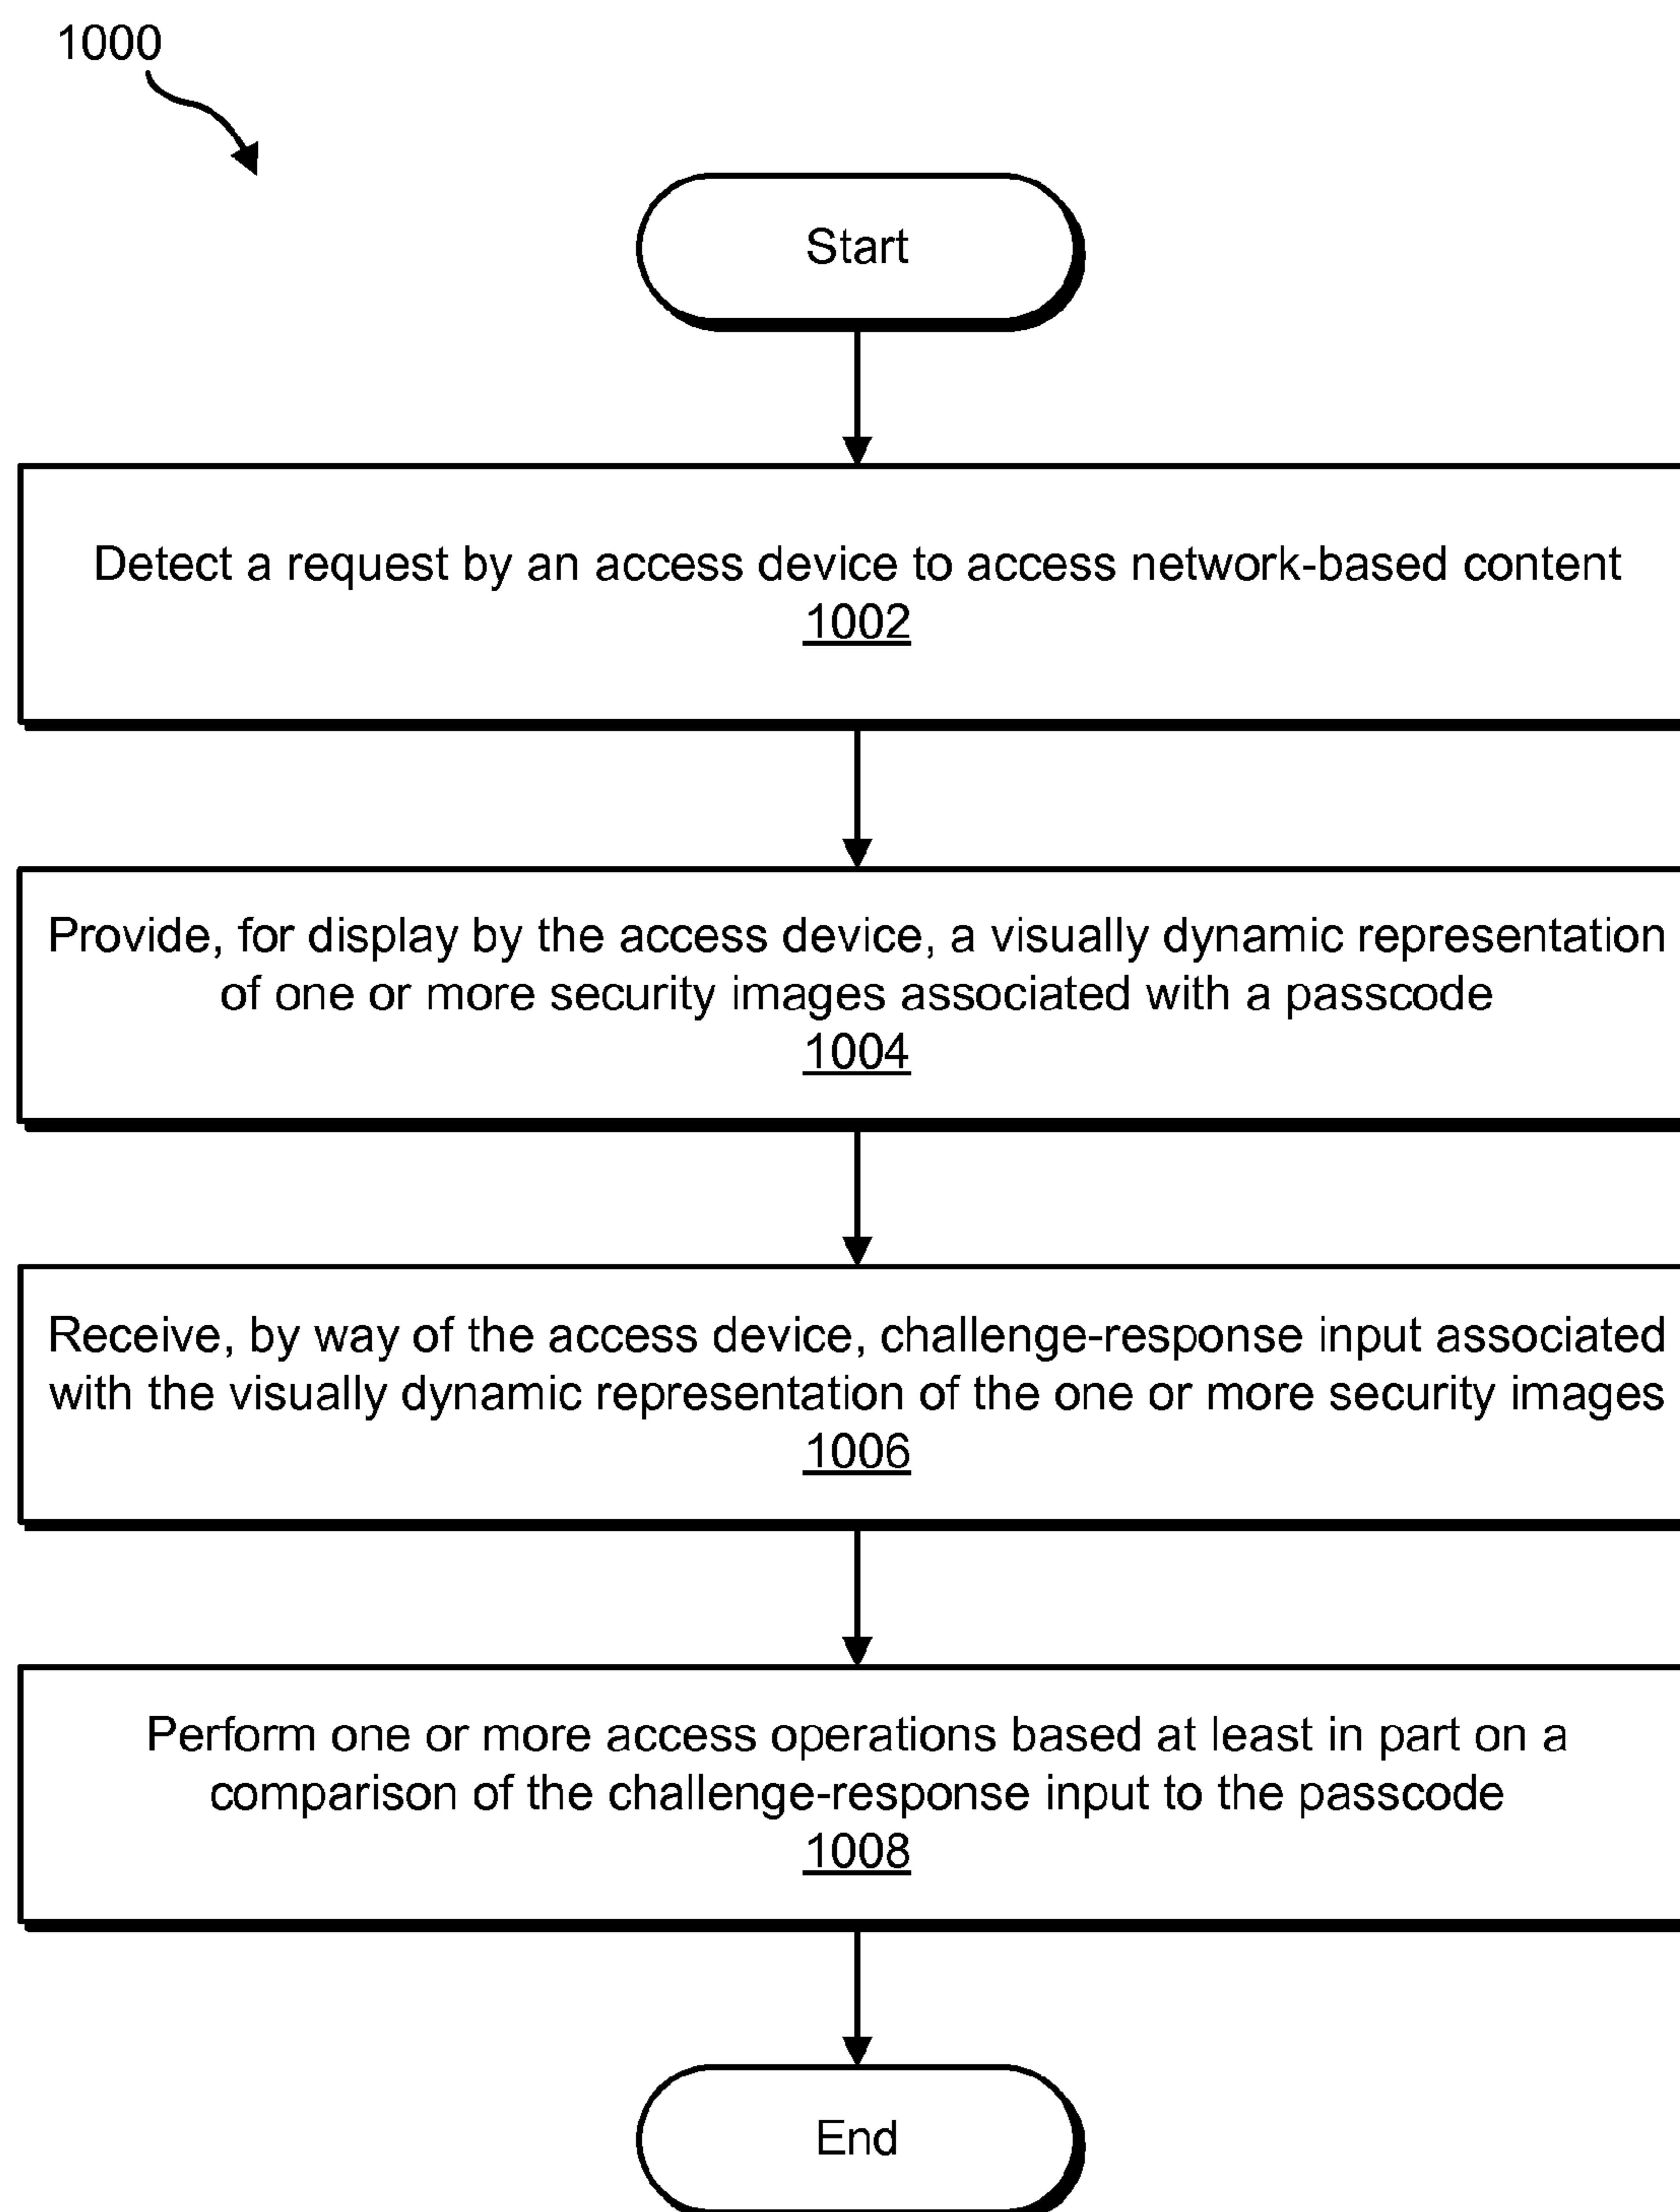 1000
Start
Detect a request by an access device to access network-based content
1002
Provide, for display by the access device, a visually dynamic representation
of one or more security images associated with a passcode
1004
Receive, by way of the access device, challenge-response input associated
with the visually dynamic representation of the one or more security images
1006
Perform one or more access operations based at least in part on a
comparison of the challenge-response input to the passcode
1008
End